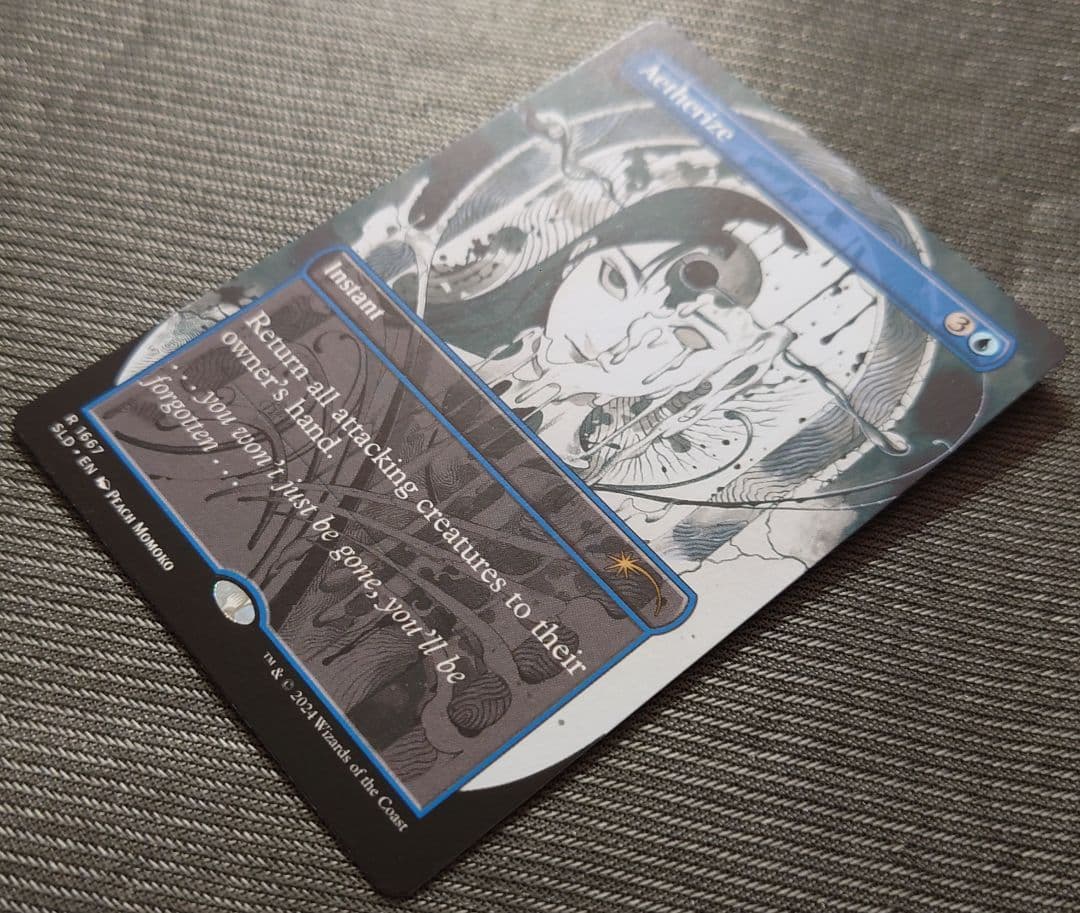 Aetherize 3
Instant
Return all attacking creatures to their
owner's hand.
. . . you won't just be gone, you'll be
forgotten . . .
R 1667
SLD • EN PEACH MOMOKO
™ & © 2024 Wizards of the Coast